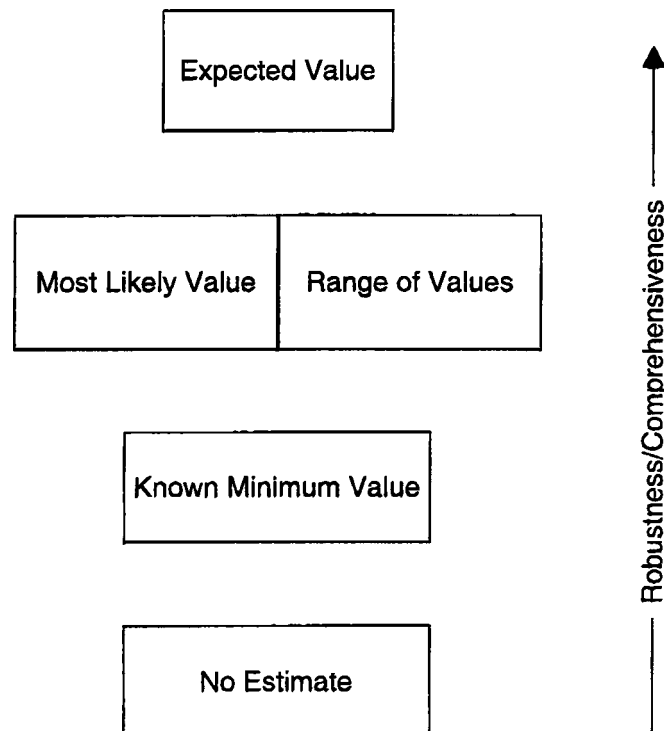 Expected Value
Most Likely Value
Range of Values
Known Minimum Value
No Estimate
Robustness/Comprehensiveness